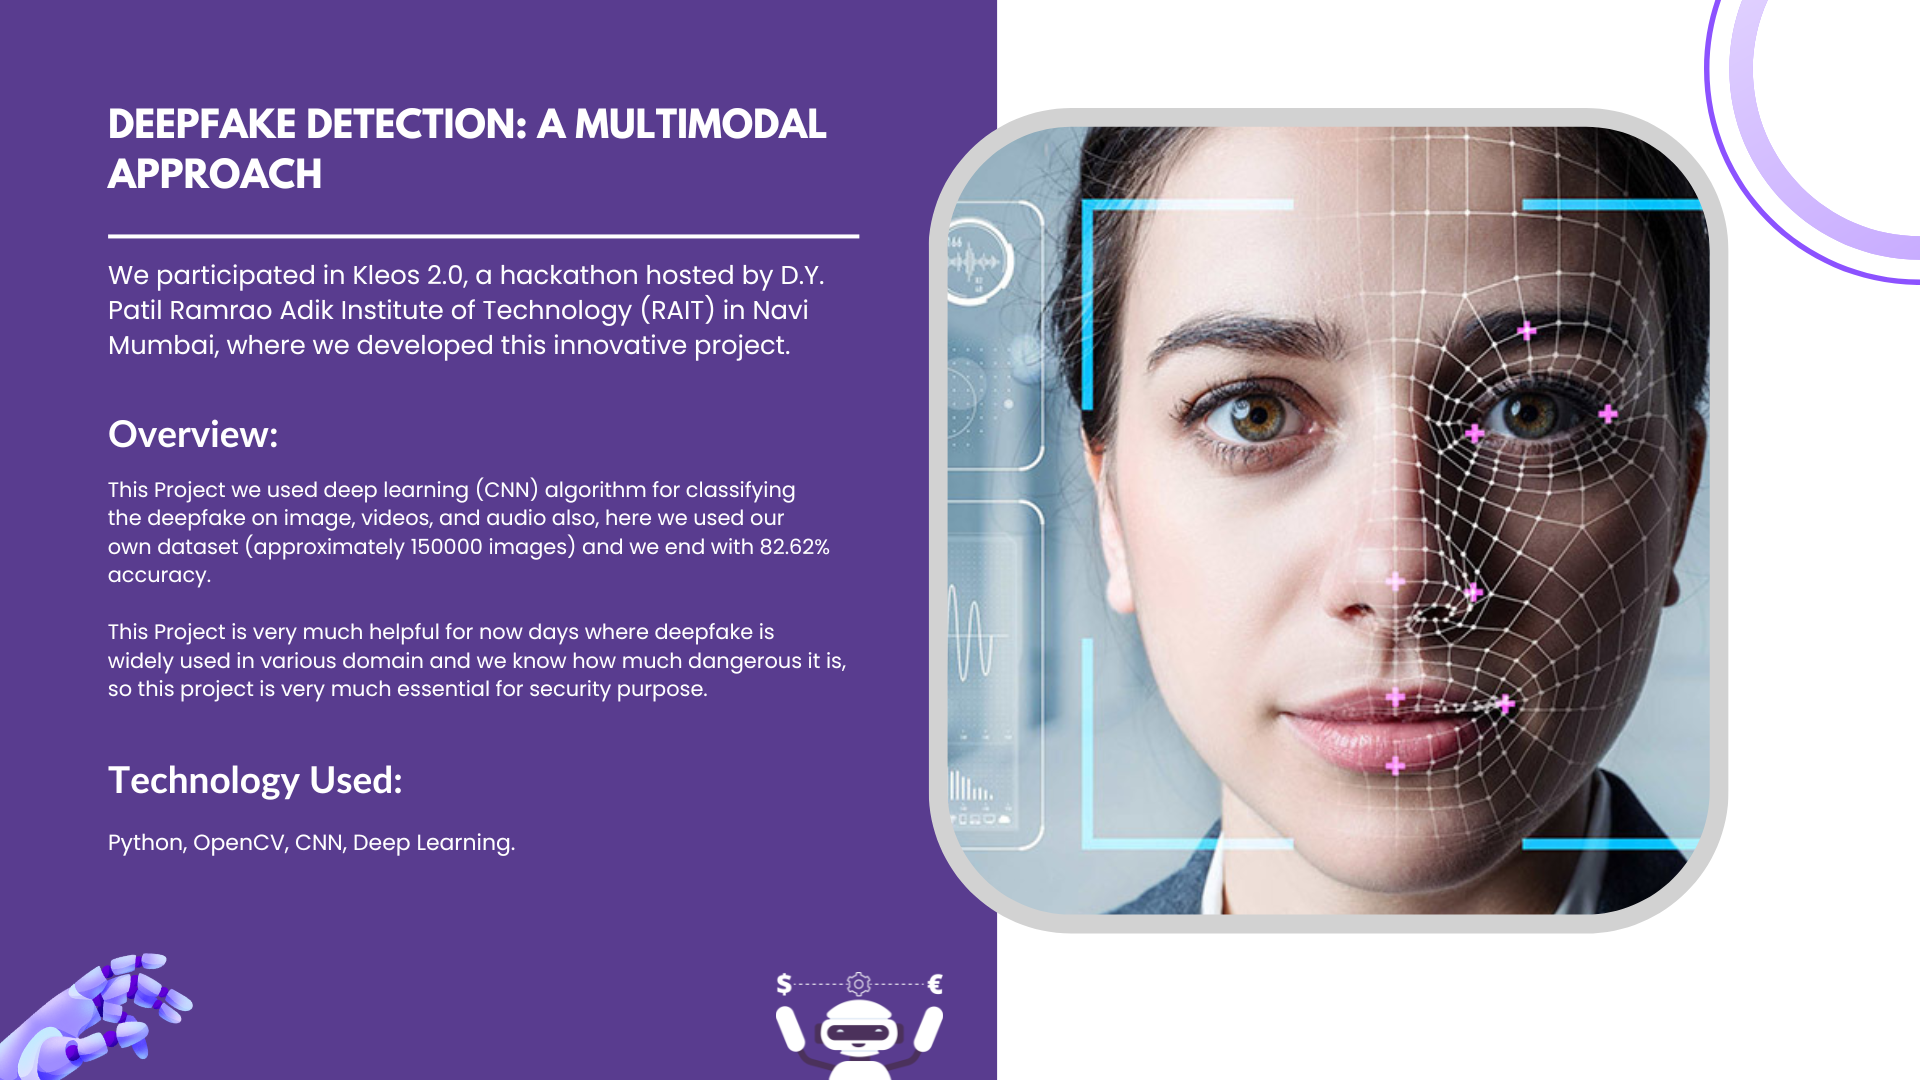 DEEPFAKE DETECTION: A MULTIMODAL
APPROACH
We participated in Kleos 2.0, a hackathon hosted by D.Y.
Patil Ramrao Adik Institute of Technology (RAIT) in Navi
Mumbai, where we developed this innovative project.
Overview:
This Project we used deep learning (CNN) algorithm for classifying
the deepfake on image, videos, and audio also, here we used our
own dataset (approximately 150000 images) and we end with 82.62%
accuracy.
This Project is very much helpful for now days where deepfake is
widely used in various domain and we know how much dangerous it is,
so this project is very much essential for security purpose.
Technology Used:
Python, OpenCV, CNN, Deep Learning.
$ €